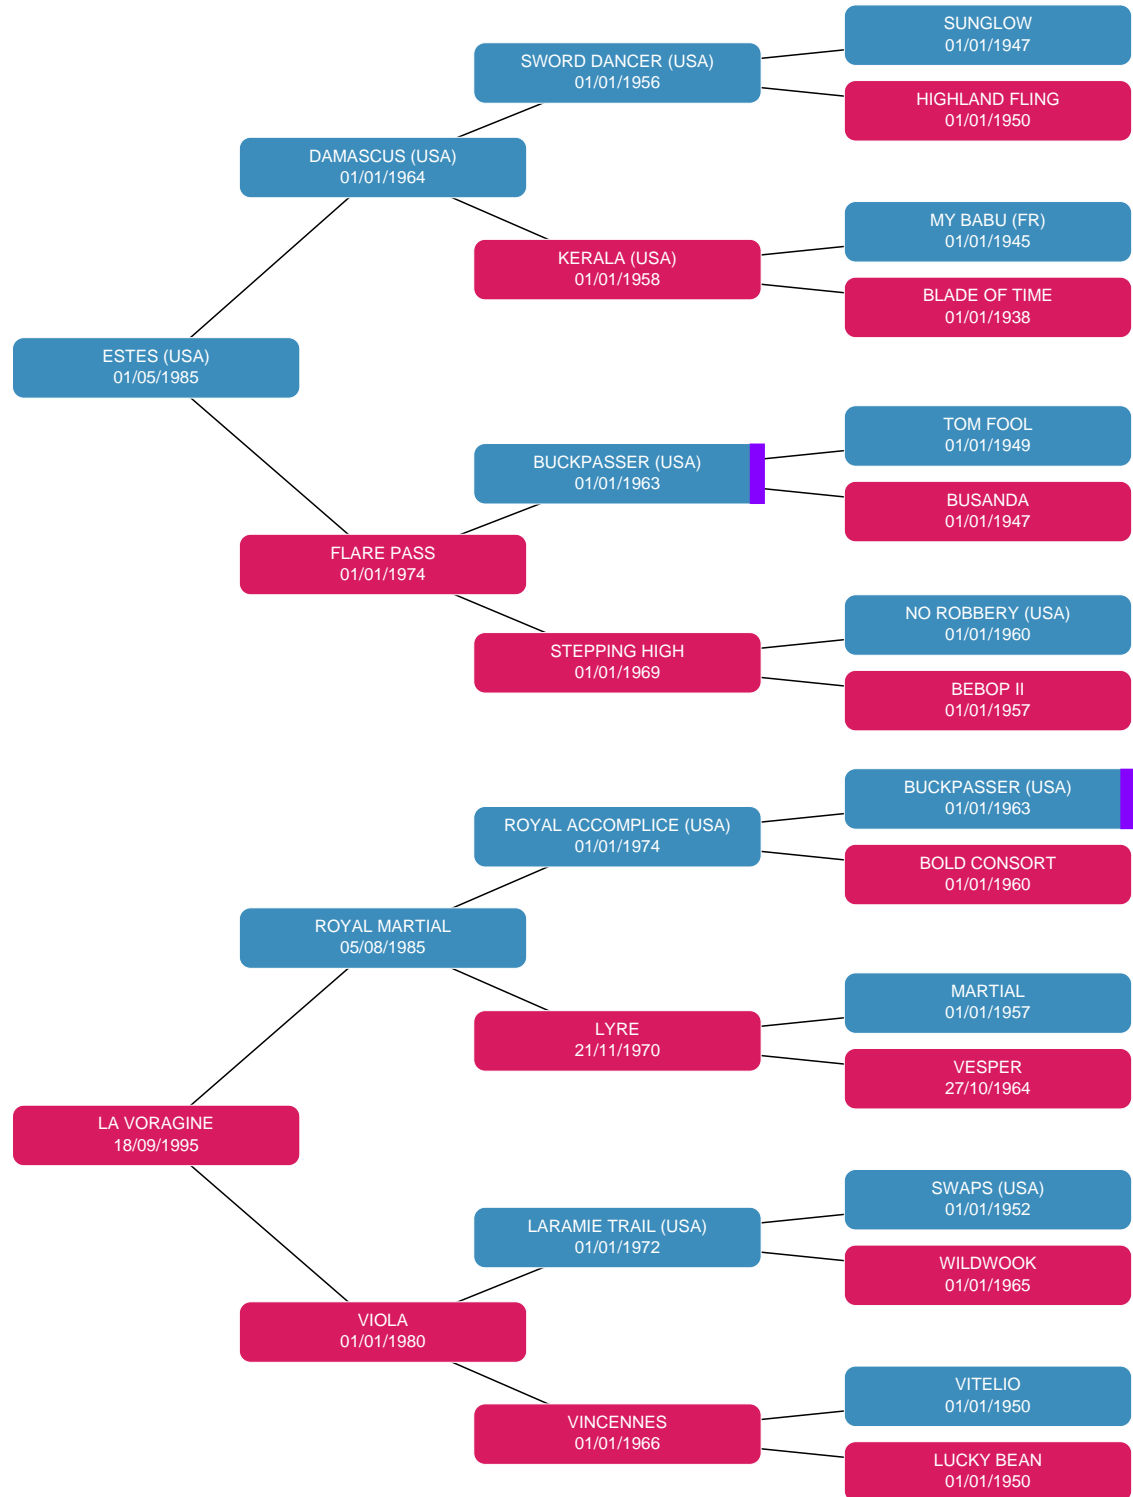 SUNGLOW
01/01/1947
SWORD DANCER (USA)
01/01/1956
HIGHLAND FLING
01/01/1950
DAMASCUS (USA)
01/01/1964
MY BABU (FR)
01/01/1945
KERALA (USA)
01/01/1958
BLADE OF TIME
01/01/1938
ESTES (USA)
01/05/1985
TOM FOOL
01/01/1949
BUCKPASSER (USA)
01/01/1963
BUSANDA
01/01/1947
FLARE PASS
01/01/1974
NO ROBBERY (USA)
01/01/1960
STEPPING HIGH
01/01/1969
BEBOP II
01/01/1957
BUCKPASSER (USA)
01/01/1963
ROYAL ACCOMPLICE (USA)
01/01/1974
BOLD CONSORT
01/01/1960
ROYAL MARTIAL
05/08/1985
MARTIAL
01/01/1957
LYRE
21/11/1970
VESPER
27/10/1964
LA VORAGINE
18/09/1995
SWAPS (USA)
01/01/1952
LARAMIE TRAIL (USA)
01/01/1972
WILDWOOK
01/01/1965
VIOLA
01/01/1980
VITELIO
01/01/1950
VINCENNES
01/01/1966
LUCKY BEAN
01/01/1950